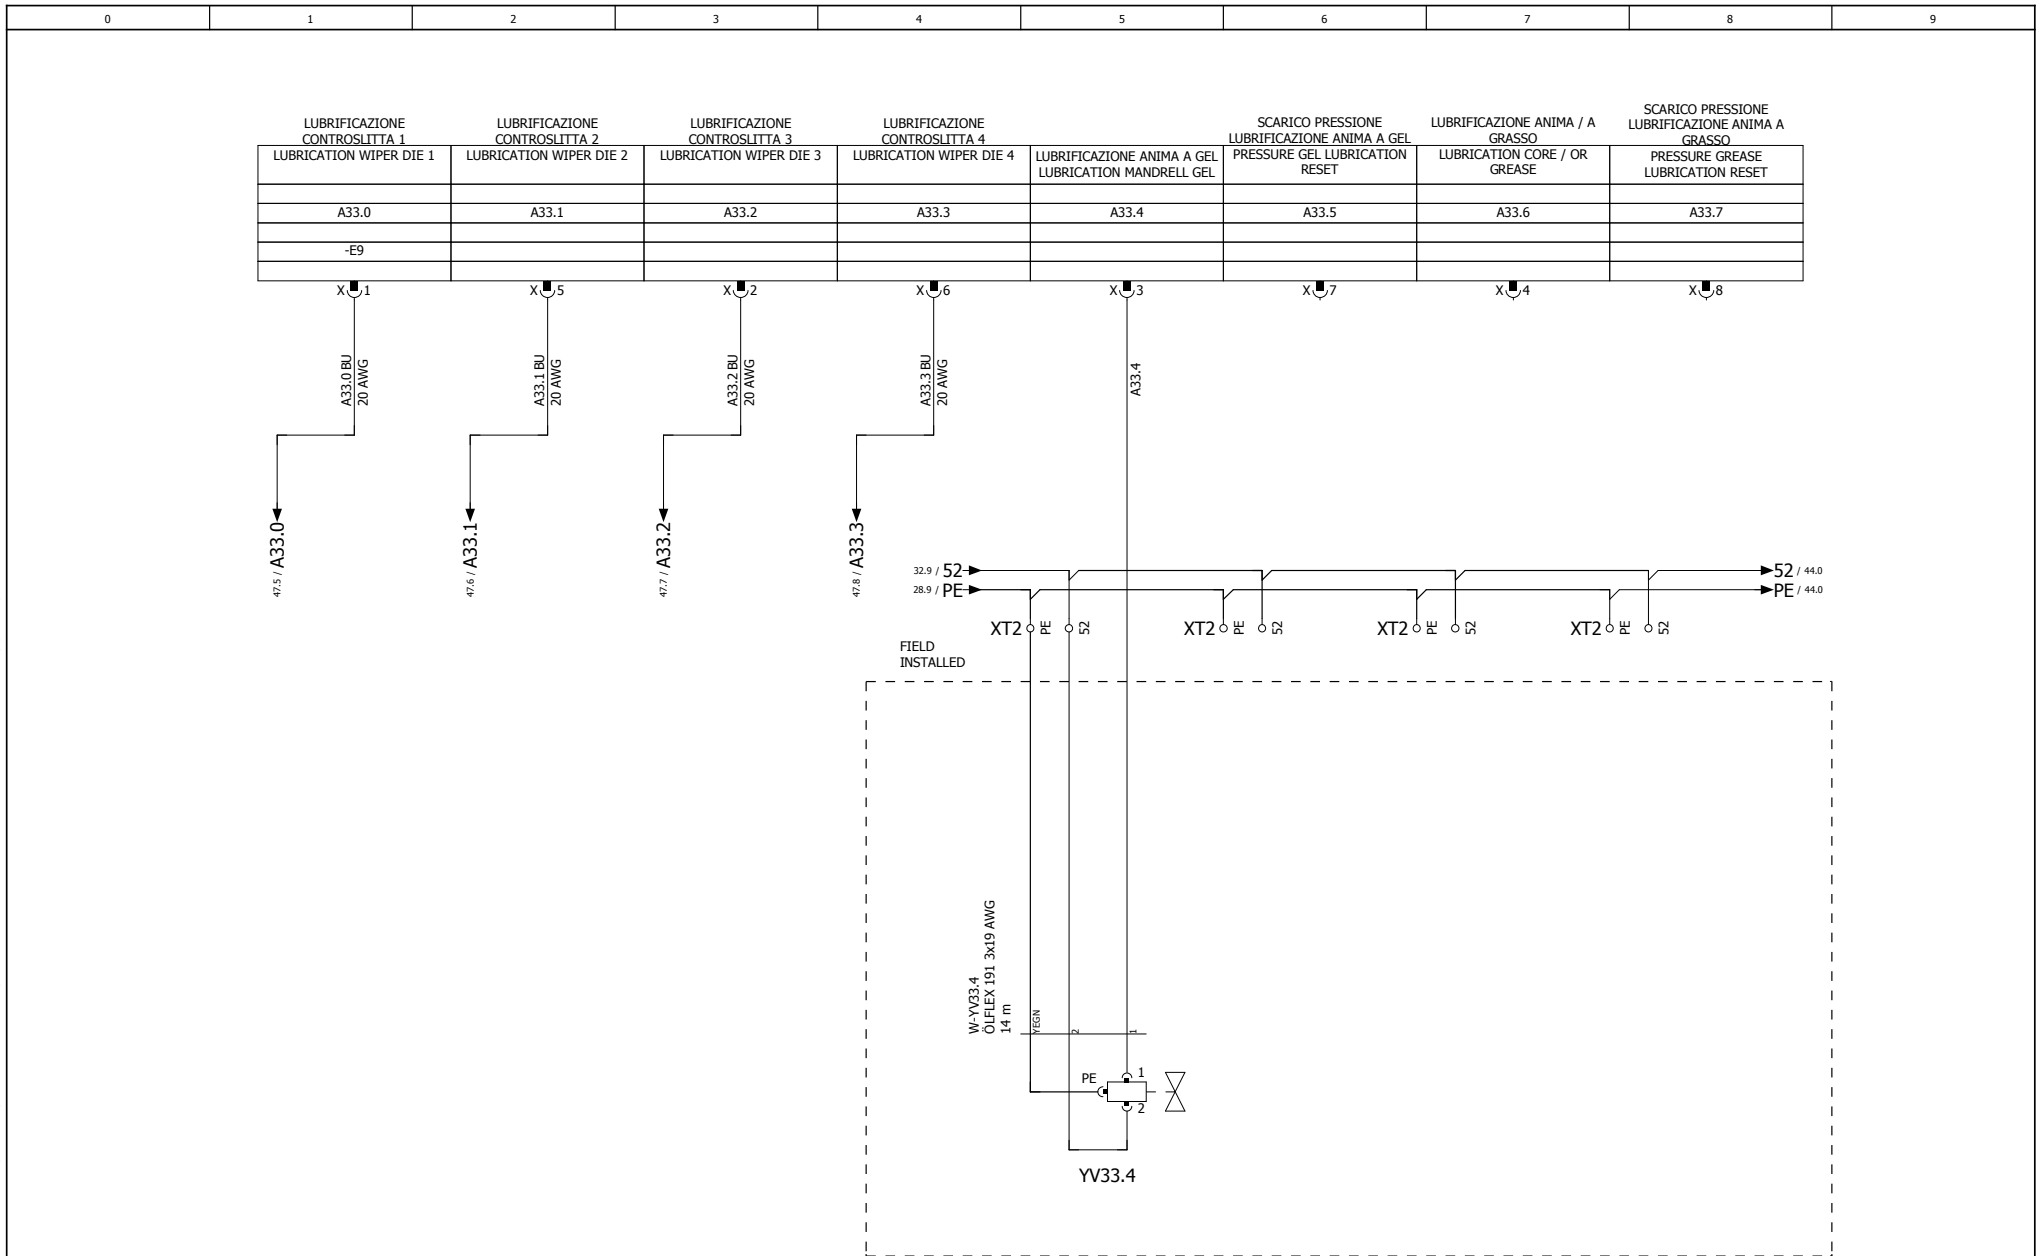 0 1 2 3 4 5 6 7 8 9
LUBRIFICAZIONE
CONTROSLITTA 1
LUBRICATION WIPER DIE 1
A33.0
-E9
X 1
LUBRIFICAZIONE
CONTROSLITTA 2
LUBRICATION WIPER DIE 2
A33.1
X 5
LUBRIFICAZIONE
CONTROSLITTA 3
LUBRICATION WIPER DIE 3
A33.2
X 2
LUBRIFICAZIONE
CONTROSLITTA 4
LUBRICATION WIPER DIE 4
A33.3
X 6
LUBRIFICAZIONE ANIMA A GEL
LUBRICATION MANDRELL GEL
A33.4
X 3
SCARICO PRESSIONE
LUBRIFICAZIONE ANIMA A GEL
PRESSURE GEL LUBRICATION
RESET
A33.5
X 7
LUBRIFICAZIONE ANIMA / A
GRASSO
LUBRICATION CORE / OR
GREASE
A33.6
X 4
SCARICO PRESSIONE
LUBRIFICAZIONE ANIMA A
GRASSO
PRESSURE GREASE
LUBRICATION RESET
A33.7
X 8
A33.0 BU
20 AWG
A33.1 BU
20 AWG
A33.2 BU
20 AWG
A33.3 BU
20 AWG
A33.4
47.5 / A33.0
47.6 / A33.1
47.7 / A33.2
47.8 / A33.3
32.9 / 52
52 / 44.0
28.9 / PE
PE / 44.0
XT2 PE 52
XT2 PE 52
XT2 PE 52
XT2 PE 52
FIELD
INSTALLED
W-YV33.4
ÖLFLEX 191 3x19 AWG
14 m
YEGN 2 1
PE 1
2
YV33.4